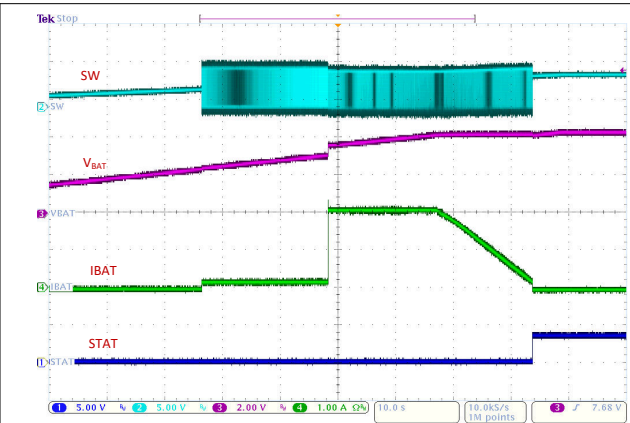 Tek Stop
SW
2 SW
VBAT
3 VBAT
IBAT
4 IBAT
STAT
1 STAT
1 5.00 V 2 5.00 V 3 2.00 V 4 1.00 A Ω 10.0 s 10.0kS/s 3 7.68 V
1M points